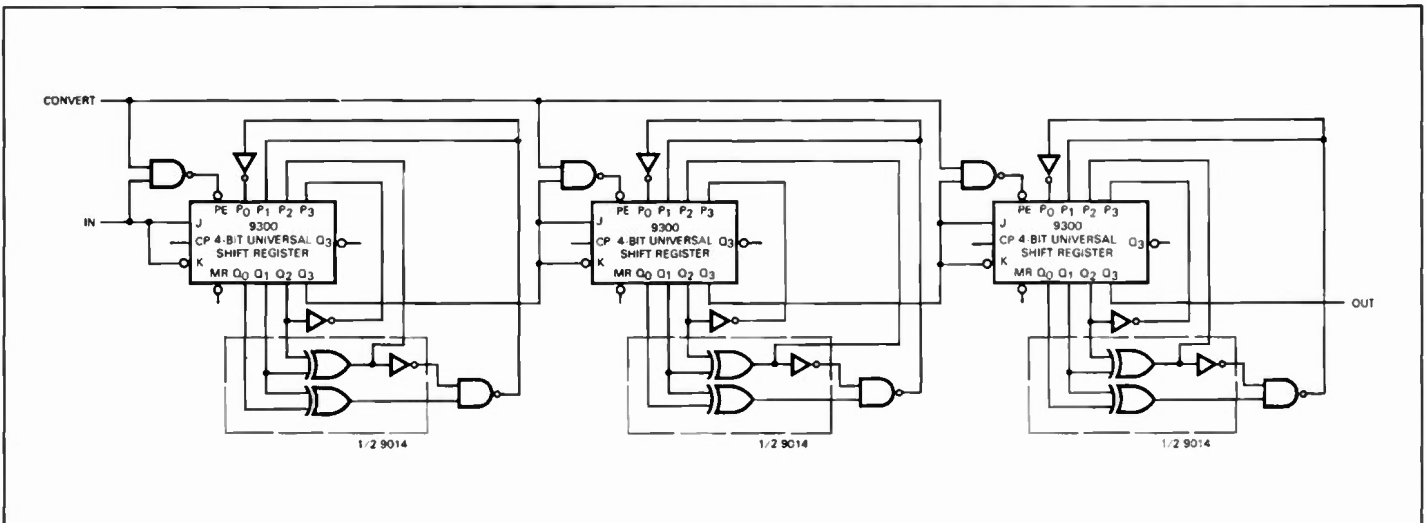 CONVERT
IN
PE P0 P1 P2 P3
J 9300
CP 4-BIT UNIVERSAL Q3
K SHIFT REGISTER
MR Q0 Q1 Q2 Q3
1/2 9014
PE P0 P1 P2 P3
J 9300
CP 4-BIT UNIVERSAL Q3
K SHIFT REGISTER
MR Q0 Q1 Q2 Q3
1/2 9014
PE P0 P1 P2 P3
J 9300
CP 4-BIT UNIVERSAL Q3
K SHIFT REGISTER
MR Q0 Q1 Q2 Q3
OUT
1/2 9014